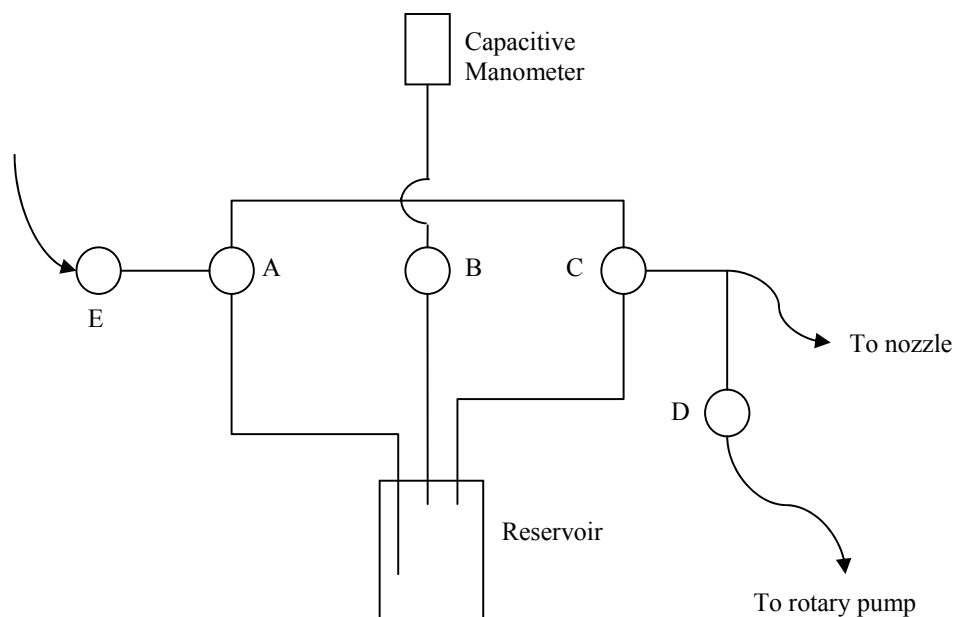 Capacitive
Manometer
A
B
C
E
To nozzle
D
Reservoir
To rotary pump